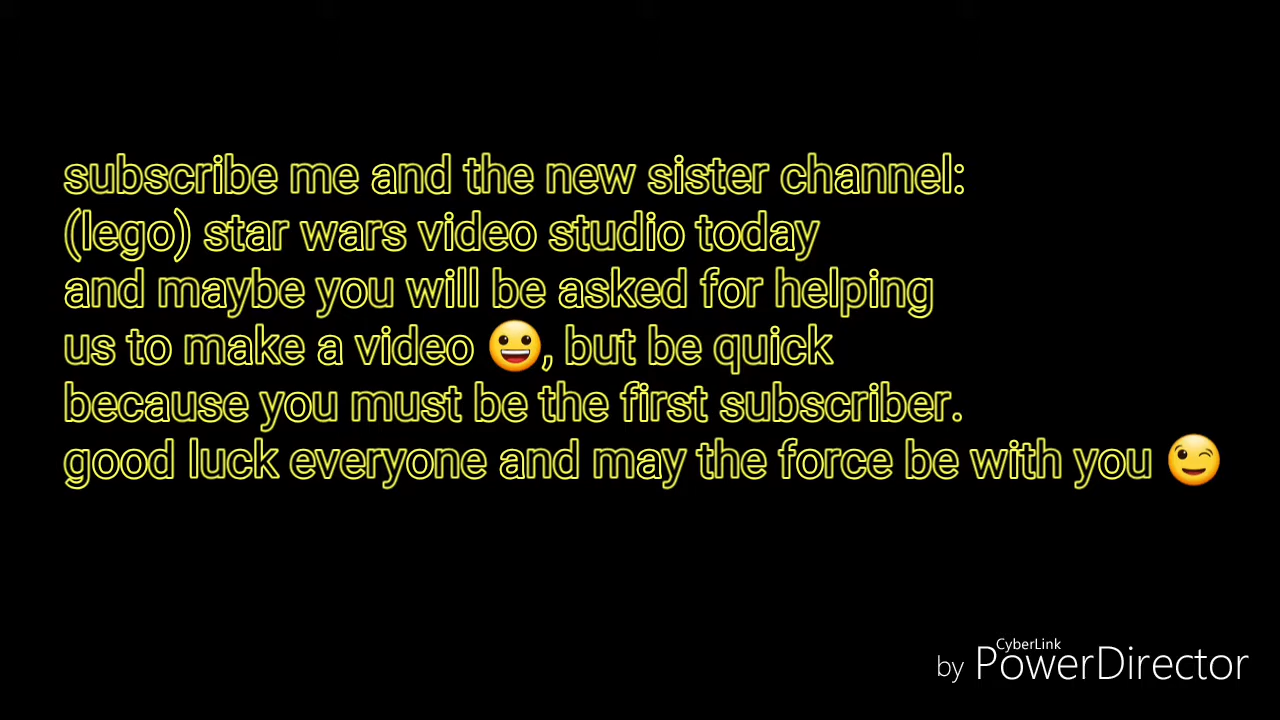 subscribe me and the new sister channel:
(lego) star wars video studio today
and maybe you will be asked for helping
us to make a video 😀, but be quick
because you must be the first subscriber.
good luck everyone and may the force be with you 😉
CyberLink
by PowerDirector